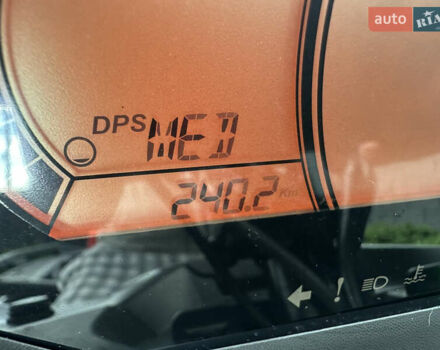 auto RIA
DPS MED
240.2 Km
!